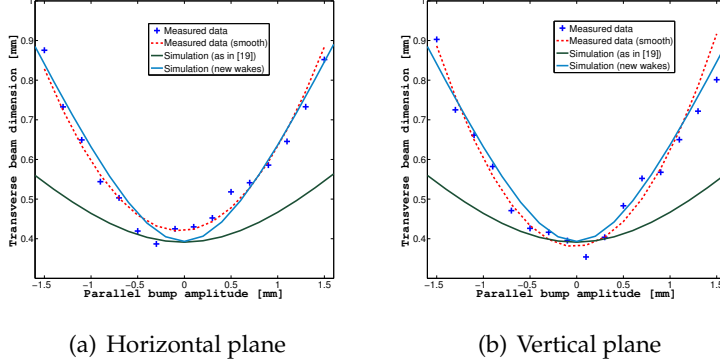 Measured data
Measured data (smooth)
Simulation (as in [19])
Simulation (new wakes)
Transverse beam dimension [mm]
0.9
0.8
0.7
0.6
0.5
0.4
−1.5 −1 −0.5 0 0.5 1 1.5
Parallel bump amplitude [mm]
(a) Horizontal plane
Measured data
Measured data (smooth)
Simulation (as in [19])
Simulation (new wakes)
Transverse beam dimension [mm]
0.9
0.8
0.7
0.6
0.5
0.4
−1.5 −1 −0.5 0 0.5 1 1.5
Parallel bump amplitude [mm]
(b) Vertical plane